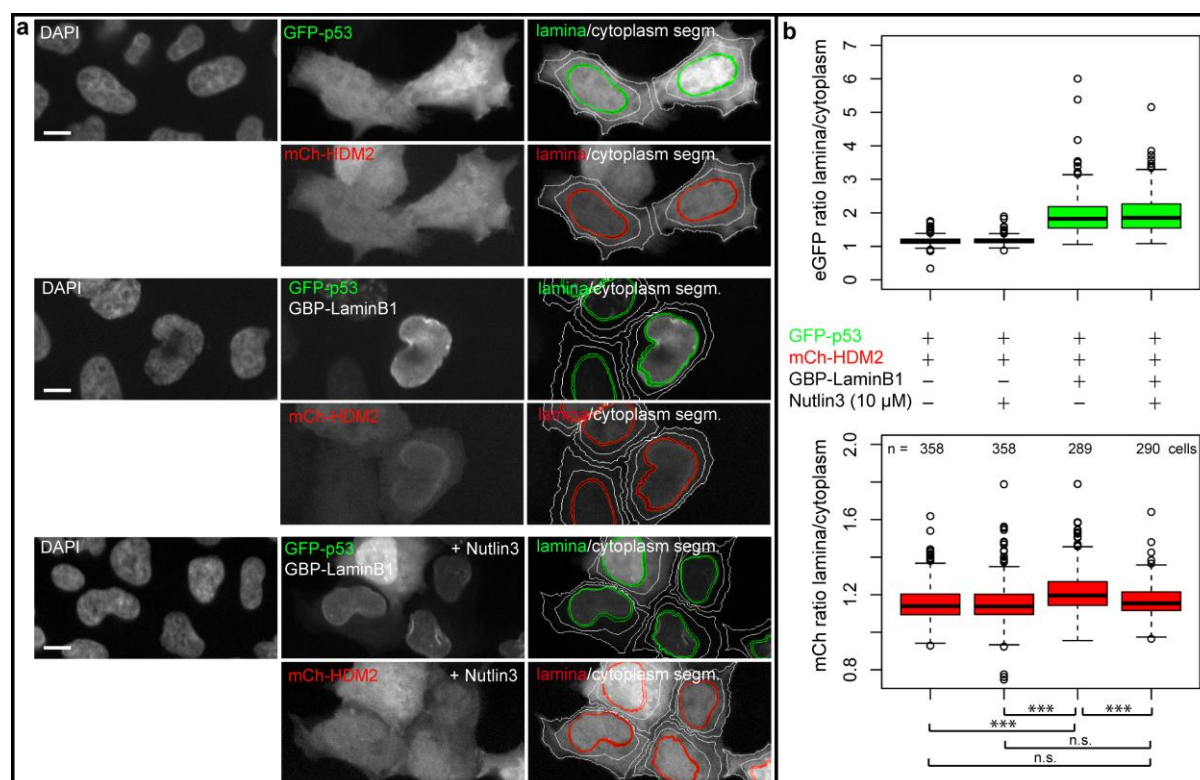 a
DAPI
GFP-p53
lamina/cytoplasm segm.
mCh-HDM2
lamina/cytoplasm segm.
DAPI
GFP-p53
GBP-LaminB1
lamina/cytoplasm segm.
mCh-HDM2
lamina/cytoplasm segm.
DAPI
GFP-p53
GBP-LaminB1
+ Nutlin3
lamina/cytoplasm segm.
mCh-HDM2
+ Nutlin3
lamina/cytoplasm segm.
b
eGFP ratio lamina/cytoplasm
7
6
5
4
3
2
1
0
GFP-p53 + + + +
mCh-HDM2 + + + +
GBP-LaminB1 – – + +
Nutlin3 (10 µM) – + – +
mCh ratio lamina/cytoplasm
2.0
1.6
1.2
0.8
n = 358 358 289 290 cells
*** ***
***
n.s.
n.s.